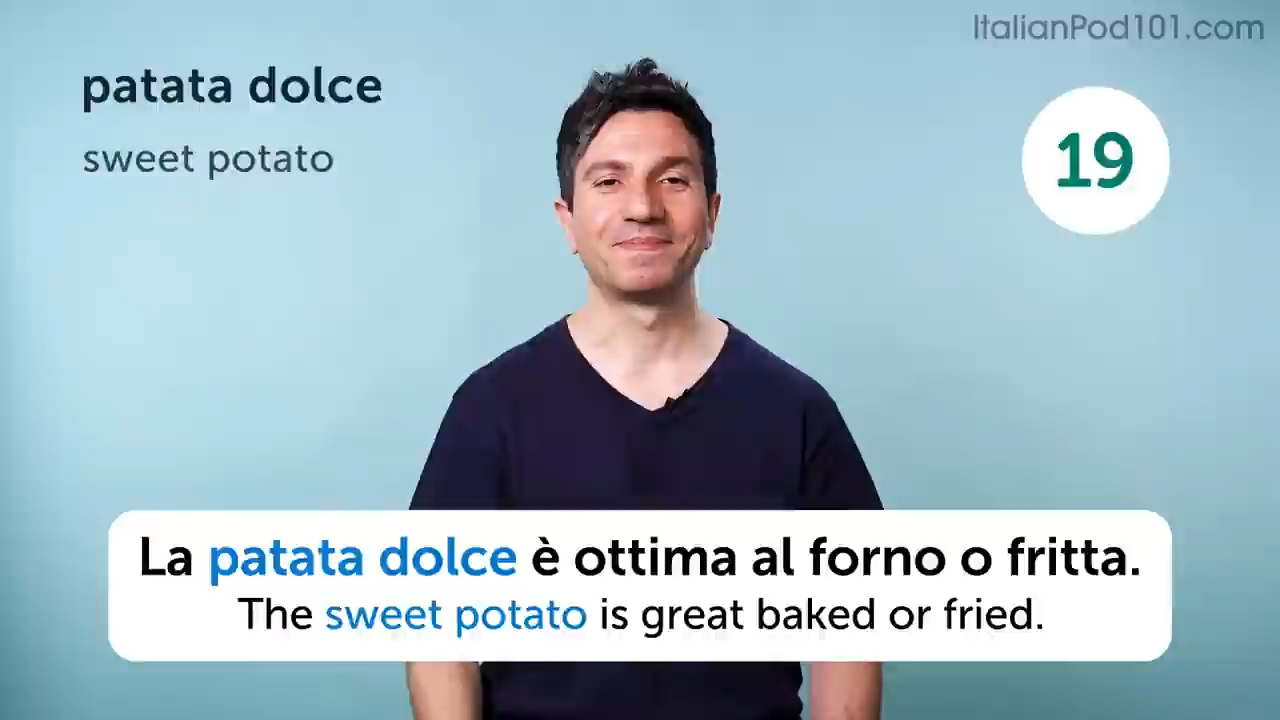 ItalianPod101.com
patata dolce
sweet potato
19
La patata dolce è ottima al forno o fritta.
The sweet potato is great baked or fried.